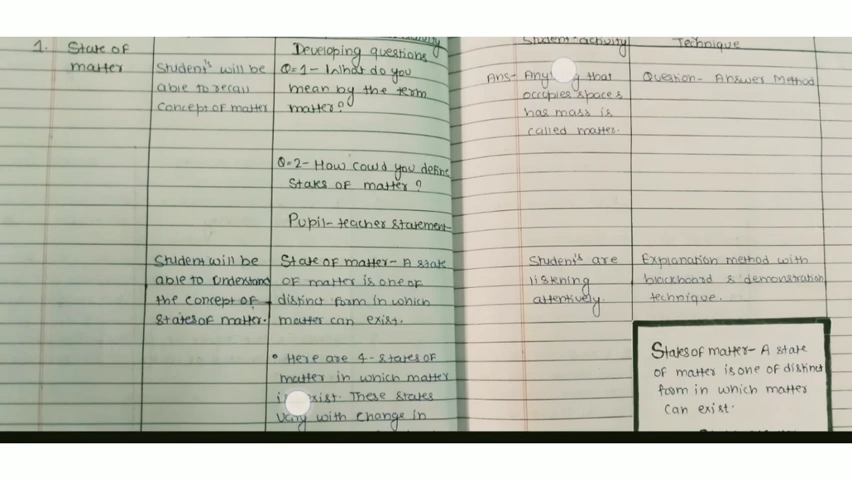 Student activity
Technique
1.
State of
matter
Student's will be
able to recall
concept of matter
Developing questions
Q=1- What do you
mean by the term
matter?
Ans- that
occupies space &
has mass is
called matter.
Question- Answer Method
Q=2- How could you define
States of matter?
Pupil-teacher statement
Student will be
able to understand
the concept of
states of matter.
State of matter- A state
of matter is one of
distinct form in which
matter can exist.
Student's are
listening
attentively.
Explanation method with
blackboard & demonstration
technique.
• Here are 4-states of
matter in which matter
These states
vary with change in
States of matter- A state
of matter is one of distinct
form in which matter
can exist.